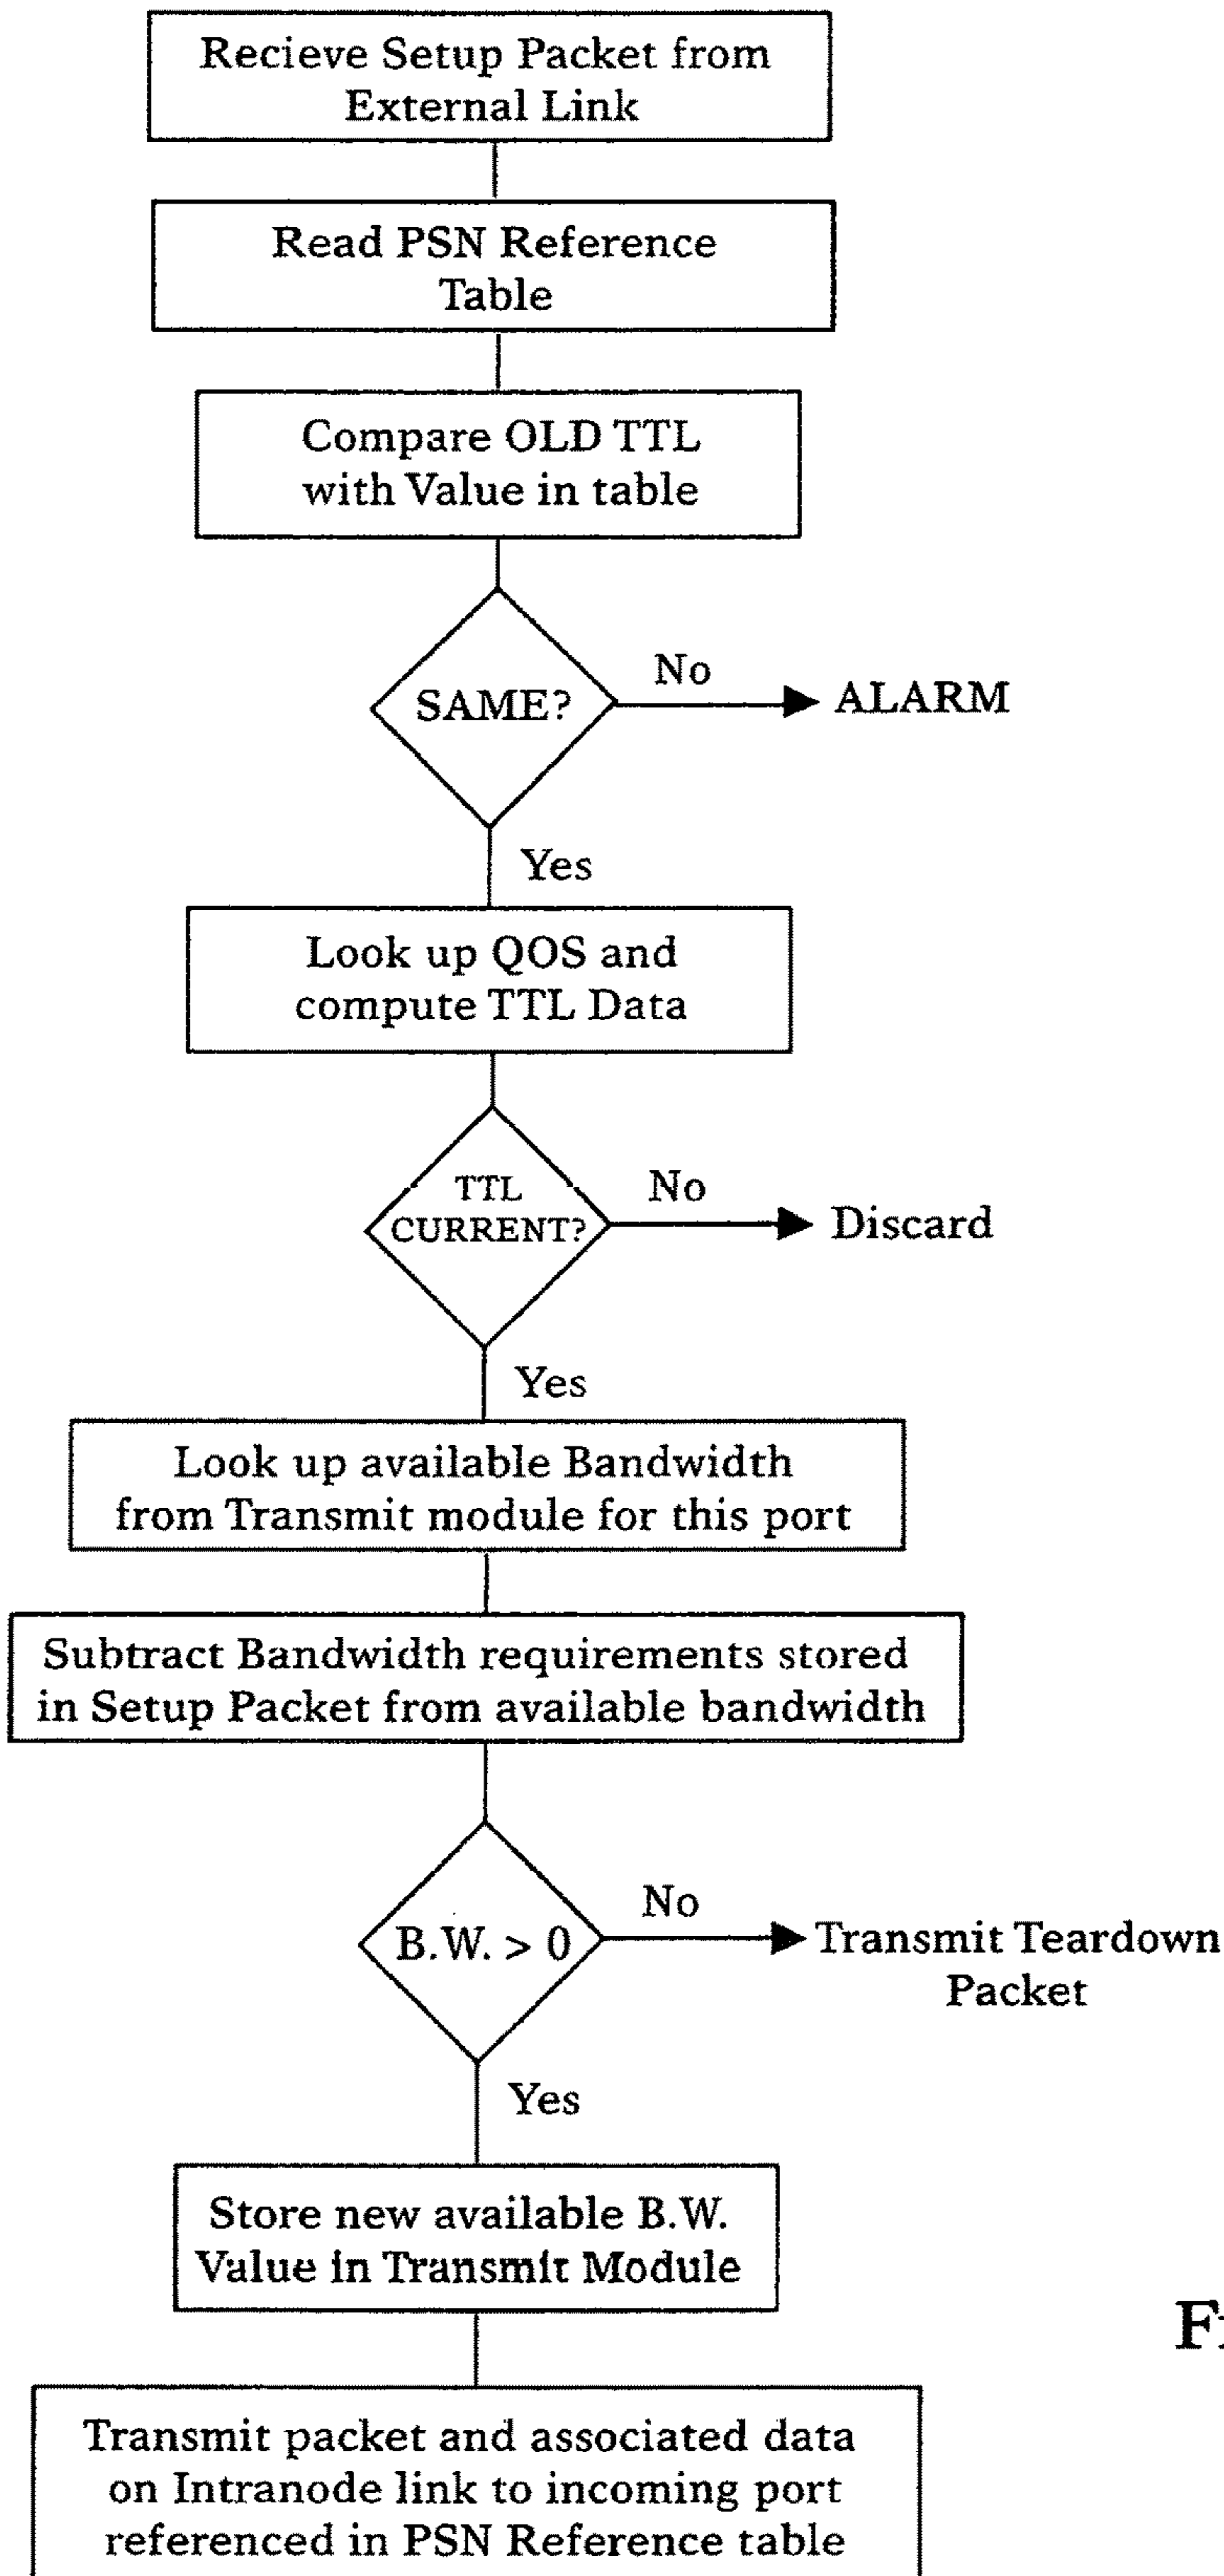 Recieve Setup Packet from
External Link
Read PSN Reference
Table
Compare OLD TTL
with Value in table
SAME?
No
ALARM
Yes
Look up QOS and
compute TTL Data
TTL
CURRENT?
No
Discard
Yes
Look up available Bandwidth
from Transmit module for this port
Subtract Bandwidth requirements stored
in Setup Packet from available bandwidth
B.W. > 0
No
Transmit Teardown
Packet
Yes
Store new available B.W.
Value in Transmit Module
Transmit packet and associated data
on Intranode link to incoming port
referenced in PSN Reference table